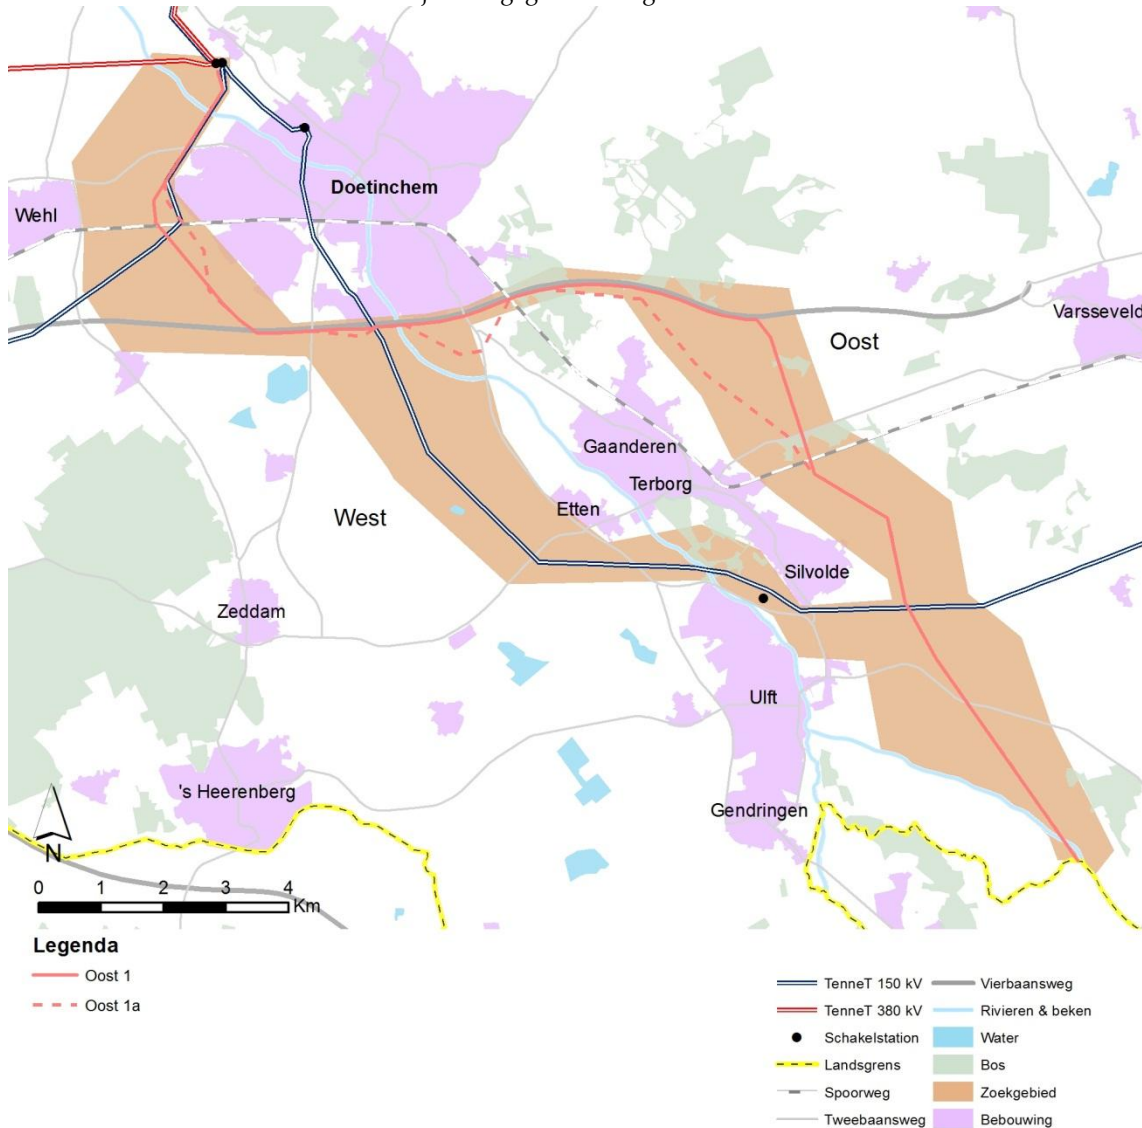 Doetinchem
Wehl
Varsseveld
Oost
Gaanderen
Terborg
Etten
West
Silvolde
Zeddam
Ulft
's Heerenberg
Gendringen
N
0 1 2 3 4
Km
Legenda
Oost 1
Oost 1a
TenneT 150 kV
TenneT 380 kV
Schakelstation
Landsgrens
Spoorweg
Tweebaansweg
Vierbaansweg
Rivieren & beken
Water
Bos
Zoekgebied
Bebouwing